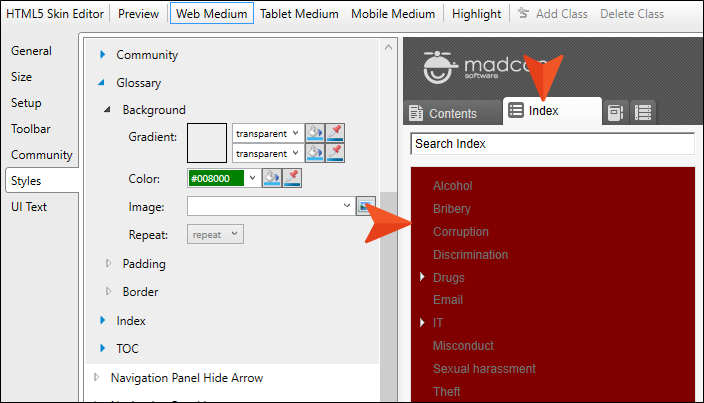 HTML5 Skin Editor Preview Web Medium Tablet Medium Mobile Medium Highlight Add Class Delete Class
General
Size
Setup
Toolbar
Community
Styles
UI Text
Community
Glossary
Background
Gradient: transparent
transparent
Color: #008000
Image:
Repeat: repeat
Padding
Border
Index
TOC
Navigation Panel Hide Arrow
software
Contents Index
Search Index
Alcohol
Bribery
Corruption
Discrimination
Drugs
Email
IT
Misconduct
Sexual harassment
Theft